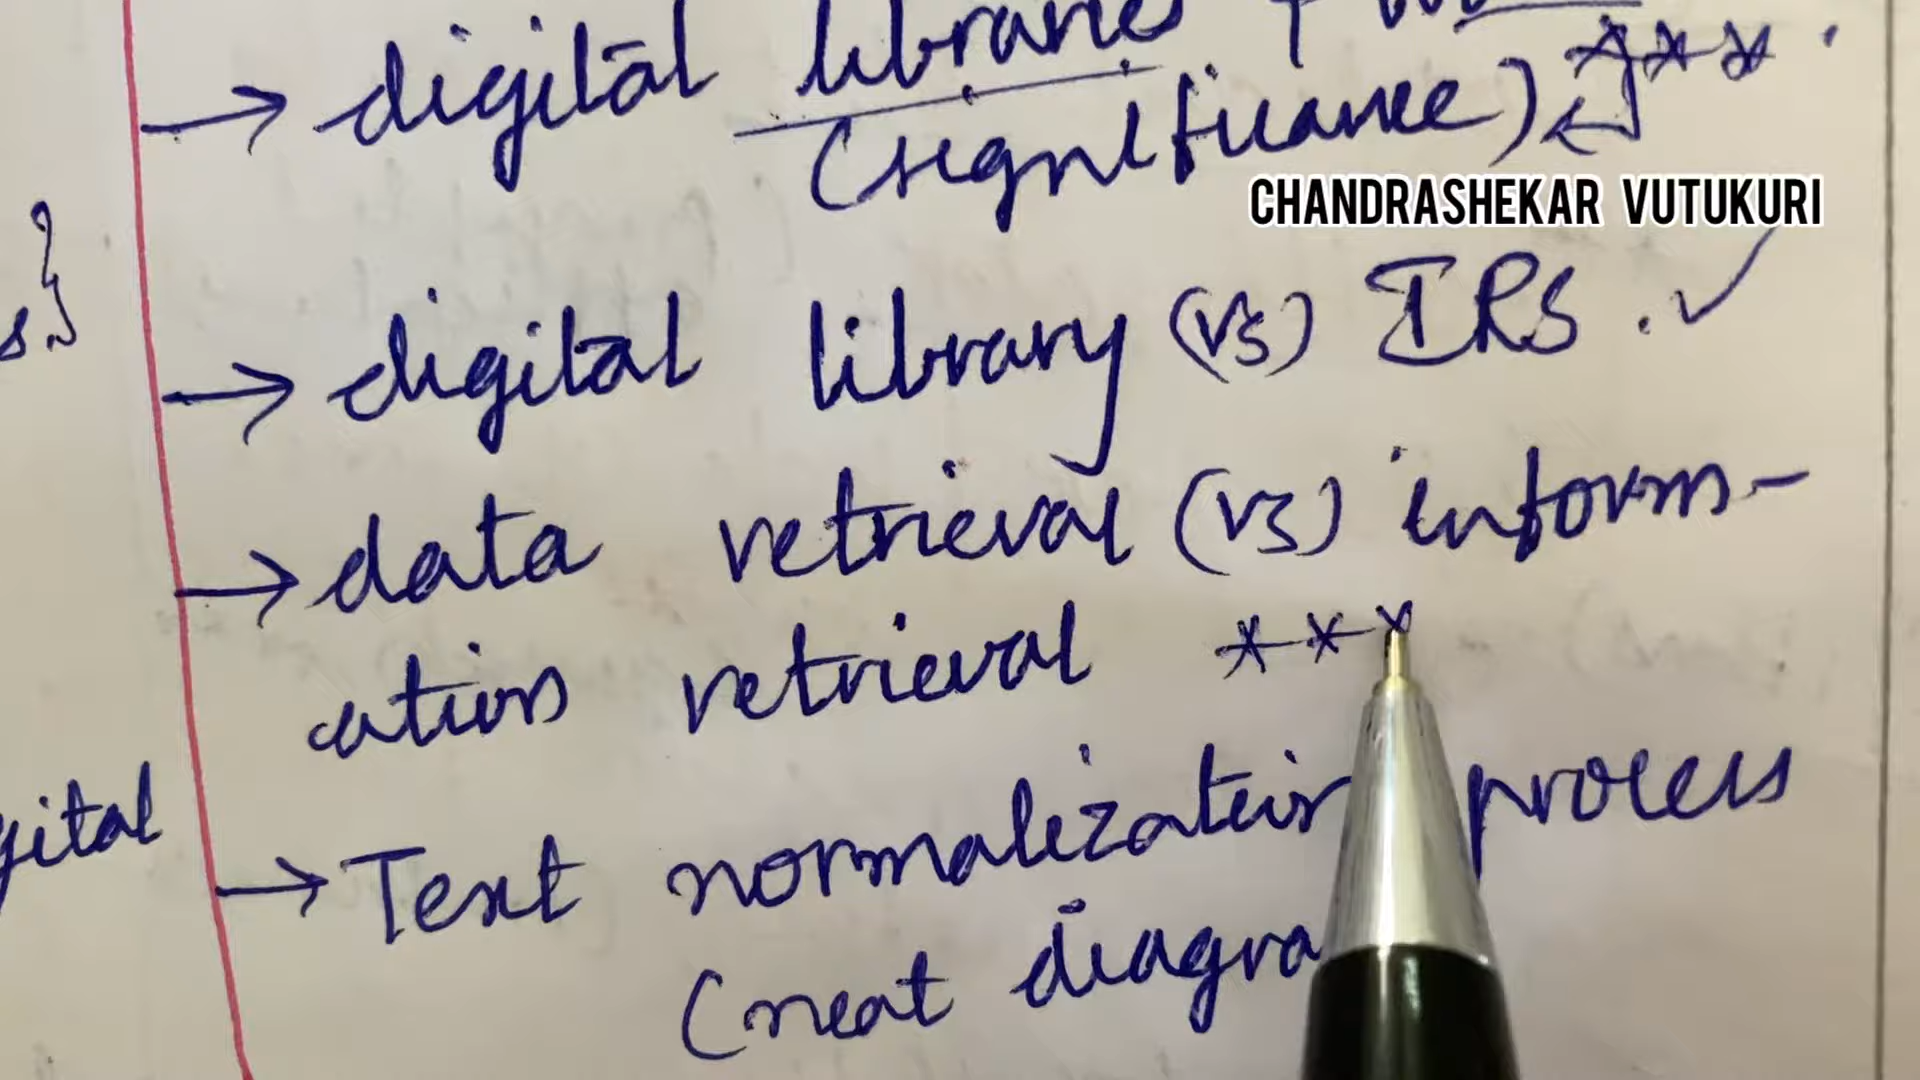 → digital libraries
(significance) ***
CHANDRASHEKAR VUTUKURI
s.}
→ digital library (vs) IRS. ✓
→ data retrieval (vs) inform-
ation retrieval ***
gital
→ Text normalization process
(neat diagra